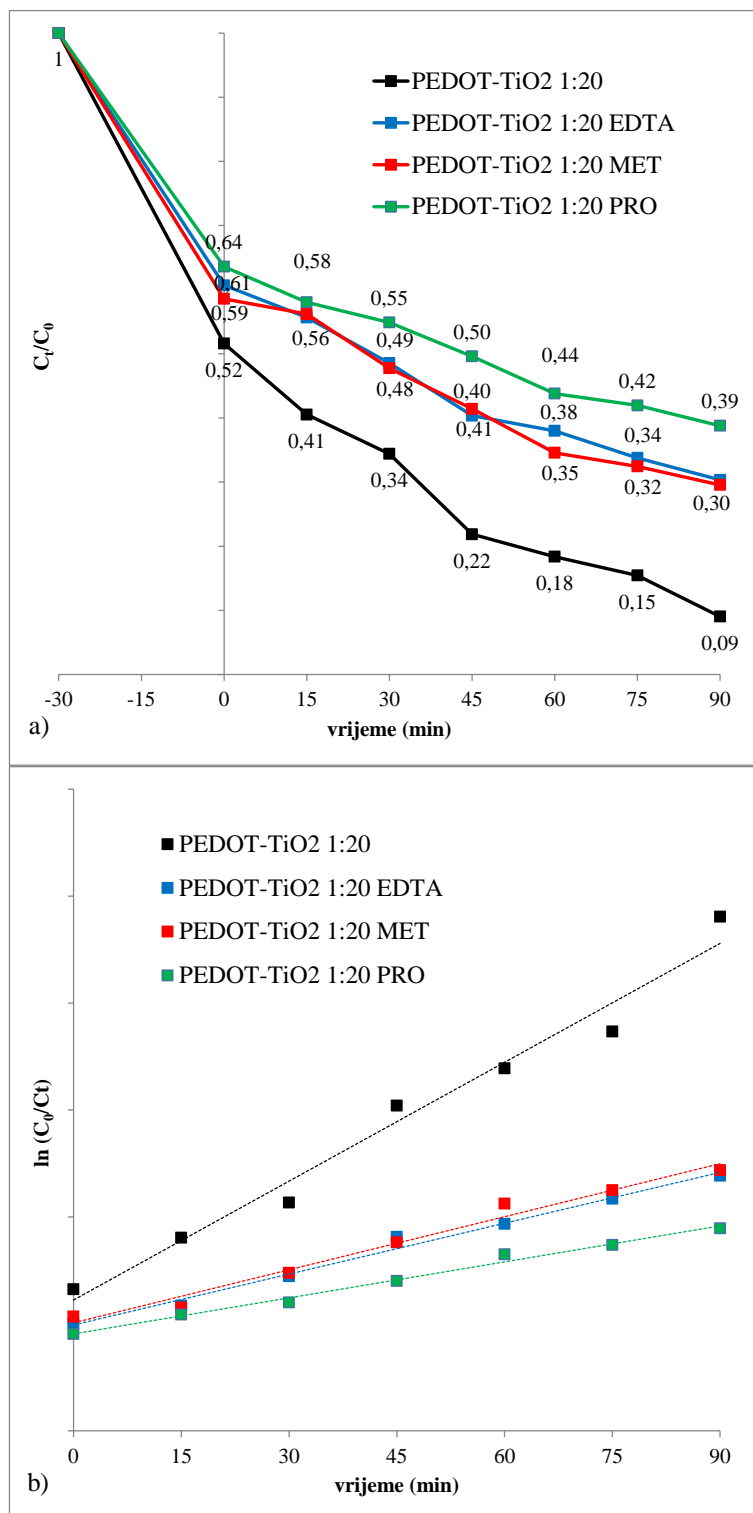 1
PEDOT-TiO2 1:20
PEDOT-TiO2 1:20 EDTA
PEDOT-TiO2 1:20 MET
PEDOT-TiO2 1:20 PRO
0,64
0,61
0,59
0,52
0,58
0,56
0,41
0,55
0,49
0,48
0,34
0,50
0,40
0,41
0,22
0,44
0,38
0,35
0,18
0,42
0,34
0,32
0,15
0,39
0,30
0,09
Ct/C0
-30 -15 0 15 30 45 60 75 90
vrijeme (min)
a)
PEDOT-TiO2 1:20
PEDOT-TiO2 1:20 EDTA
PEDOT-TiO2 1:20 MET
PEDOT-TiO2 1:20 PRO
ln (C0/Ct)
0 15 30 45 60 75 90
vrijeme (min)
b)